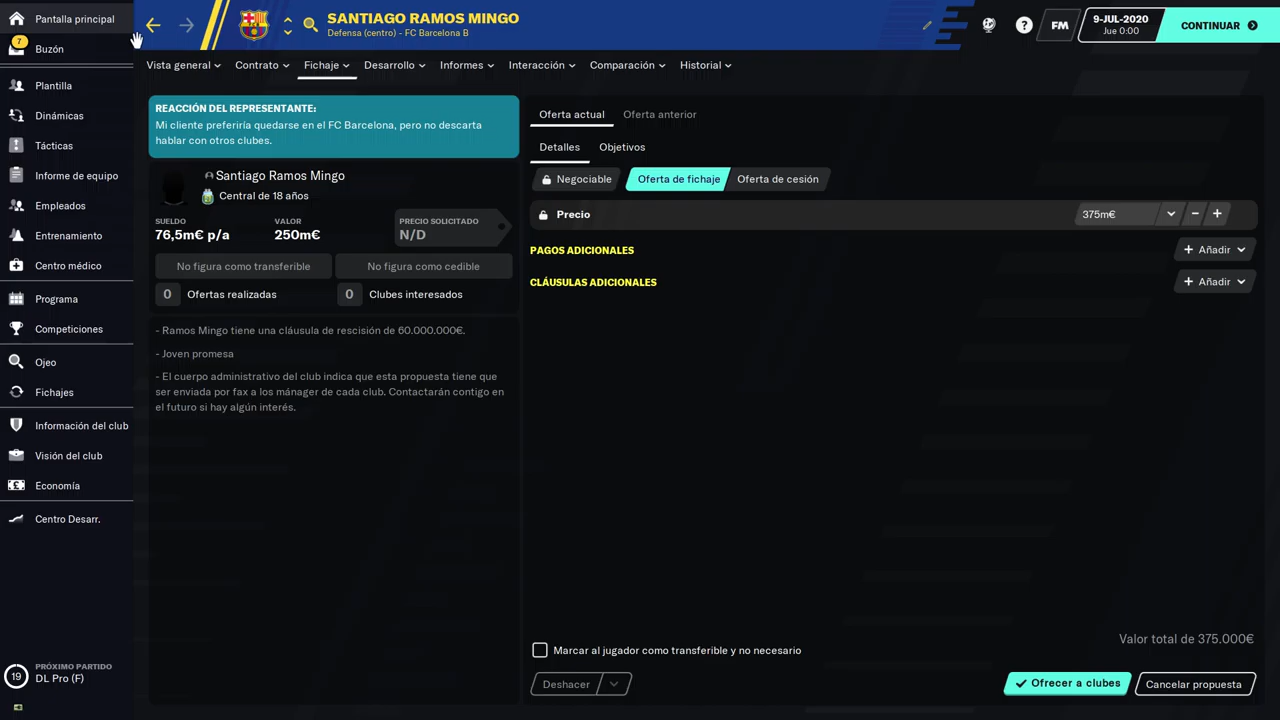 Pantalla principal
7
Buzón
Plantilla
Dinámicas
Tácticas
Informe de equipo
Empleados
Entrenamiento
Centro médico
Programa
Competiciones
Ojeo
Fichajes
Información del club
Visión del club
Economía
Centro Desarr.
19
PRÓXIMO PARTIDO
DL Pro (F)
SANTIAGO RAMOS MINGO
Defensa (centro) - FC Barcelona B
?
FM
9-JUL-2020
Jue 0:00
CONTINUAR
Vista general
Contrato
Fichaje
Desarrollo
Informes
Interacción
Comparación
Historial
REACCIÓN DEL REPRESENTANTE:
Mi cliente preferiría quedarse en el FC Barcelona, pero no descarta
hablar con otros clubes.
Santiago Ramos Mingo
Central de 18 años
SUELDO
76,5m€ p/a
VALOR
250m€
PRECIO SOLICITADO
N/D
No figura como transferible
No figura como cedible
0 Ofertas realizadas
0 Clubes interesados
- Ramos Mingo tiene una cláusula de rescisión de 60.000.000€.
- Joven promesa
- El cuerpo administrativo del club indica que esta propuesta tiene que
ser enviada por fax a los mánager de cada club. Contactarán contigo en
el futuro si hay algún interés.
Oferta actual
Oferta anterior
Detalles
Objetivos
Negociable
Oferta de fichaje
Oferta de cesión
Precio
375m€
PAGOS ADICIONALES
+ Añadir
CLÁUSULAS ADICIONALES
+ Añadir
Valor total de 375.000€
Marcar al jugador como transferible y no necesario
Deshacer
Ofrecer a clubes
Cancelar propuesta